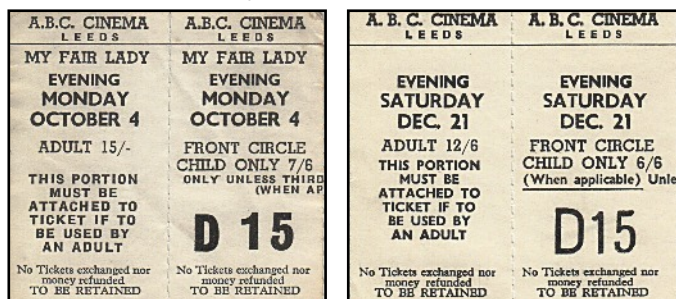 A.B.C. CINEMA
LEEDS
MY FAIR LADY
EVENING
MONDAY
OCTOBER 4
ADULT 15/-
THIS PORTION
MUST BE
ATTACHED TO
TICKET IF TO
BE USED BY
AN ADULT
No Tickets exchanged nor
money refunded
TO BE RETAINED
A.B.C. CINEMA
LEEDS
MY FAIR LADY
EVENING
MONDAY
OCTOBER 4
FRONT CIRCLE
CHILD ONLY 7/6
ONLY UNLESS THIRD
(WHEN AP
D 15
No Tickets exchanged nor
money refunded
TO BE RETAINED
A. B. C. CINEMA
LEEDS
EVENING
SATURDAY
DEC. 21
ADULT 12/6
THIS PORTION
MUST BE
ATTACHED TO
TICKET IF TO
BE USED BY
AN ADULT
No Tickets exchanged nor
money refunded
TO BE RETAINED
A. B. C. CINEMA
LEEDS
EVENING
SATURDAY
DEC. 21
FRONT CIRCLE
CHILD ONLY 6/6
(When applicable) Unle
D15
No Tickets exchanged nor
money refunded
TO BE RETAINED